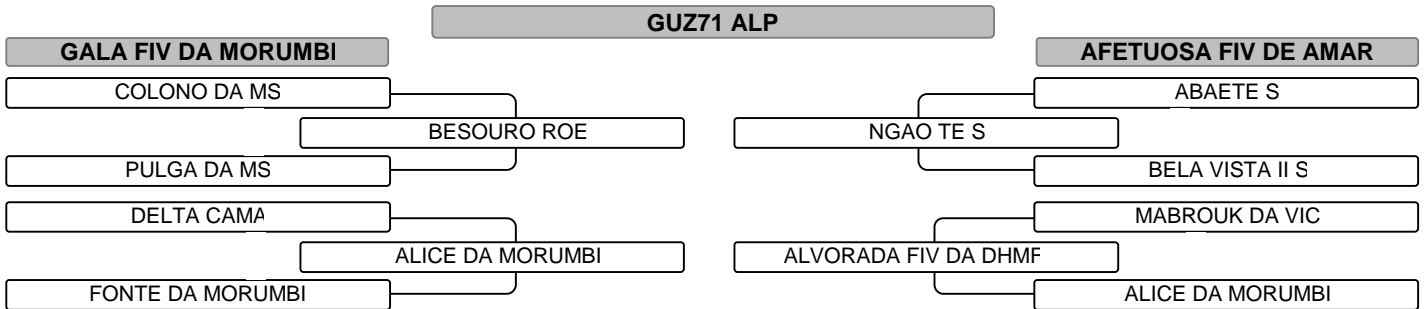 GUZ71 ALP
GALA FIV DA MORUMBI
AFETUOSA FIV DE AMAR
COLONO DA MS
ABAETE S
BESOURO ROE
NGAO TE S
PULGA DA MS
BELA VISTA II S
DELTA CAMA
MABROUK DA VIC
ALICE DA MORUMBI
ALVORADA FIV DA DHMF
FONTE DA MORUMBI
ALICE DA MORUMBI